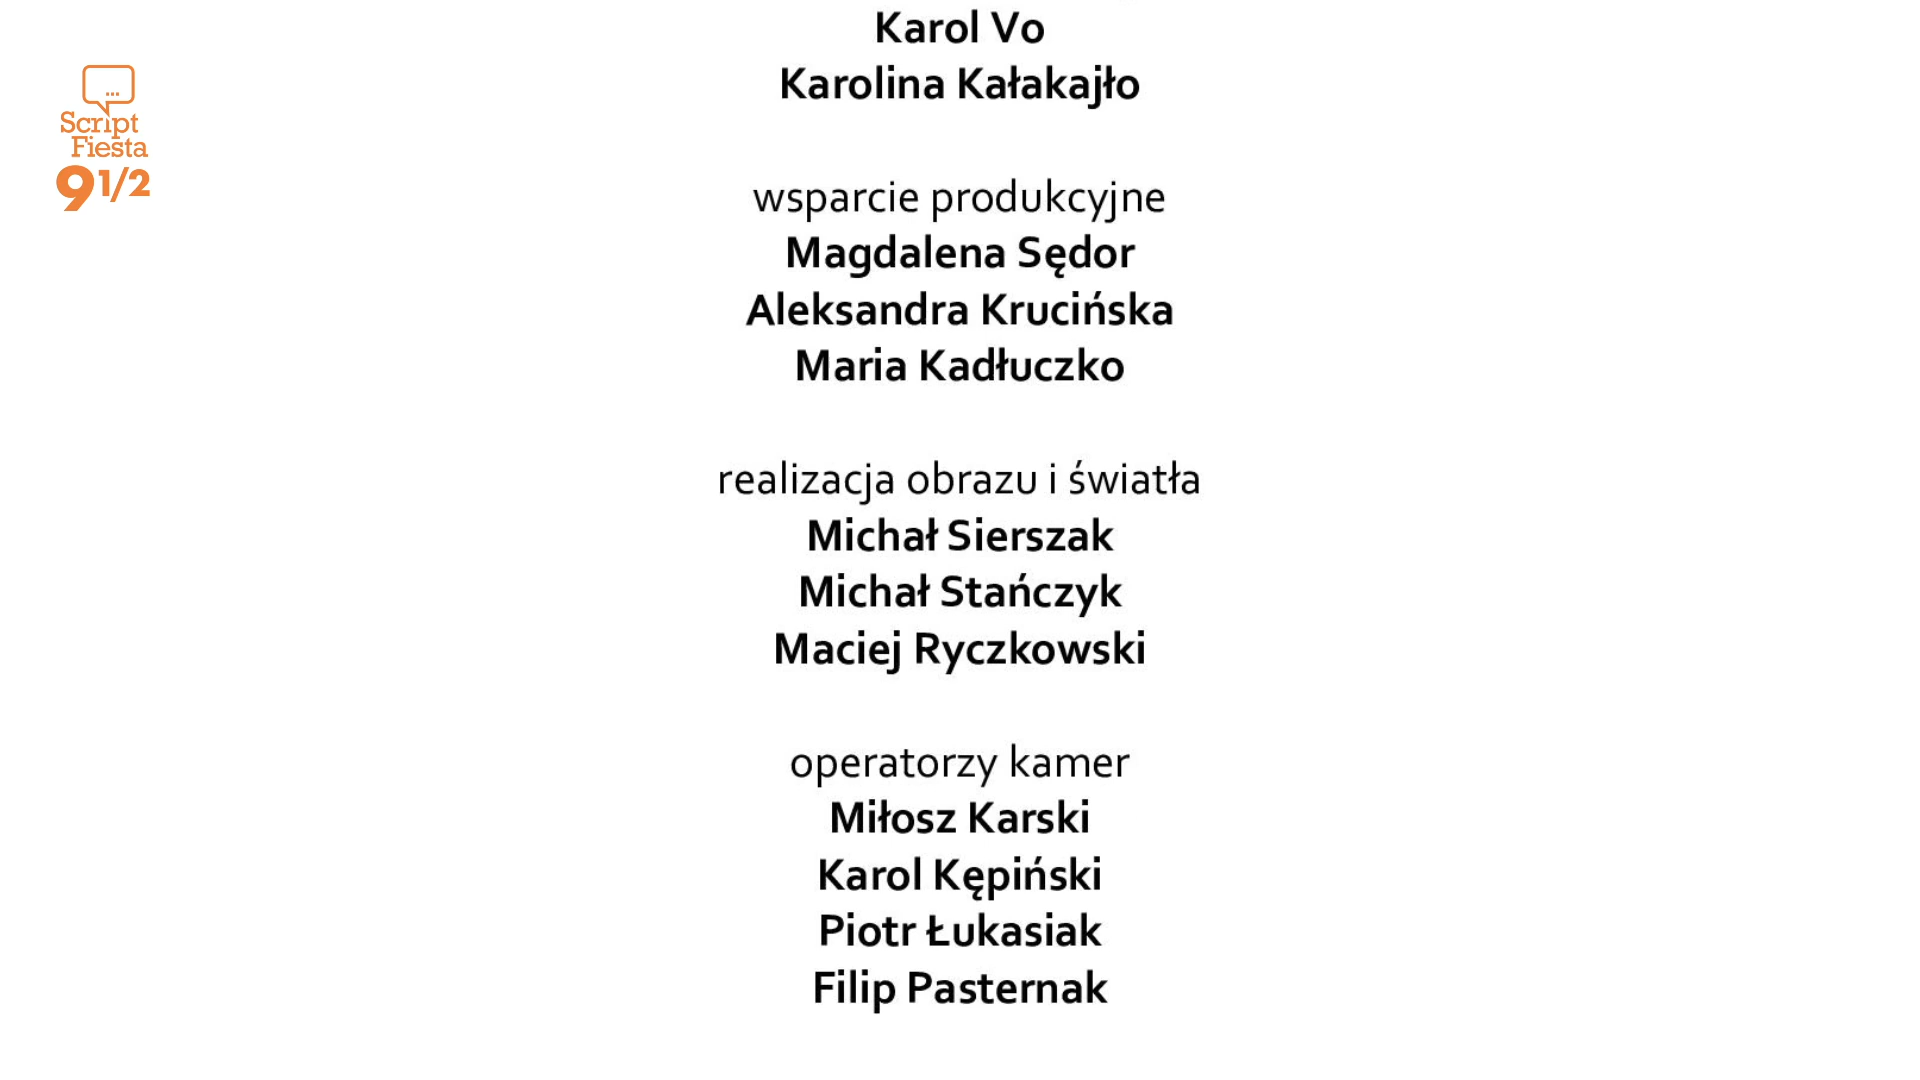 Karol Vo
Karolina Kałakajło
Script
Fiesta
9 1/2
wsparcie produkcyjne
Magdalena Sędor
Aleksandra Krucińska
Maria Kadłuczko
realizacja obrazu i światła
Michał Sierszak
Michał Stańczyk
Maciej Ryczkowski
operatorzy kamer
Miłosz Karski
Karol Kępiński
Piotr Łukasiak
Filip Pasternak